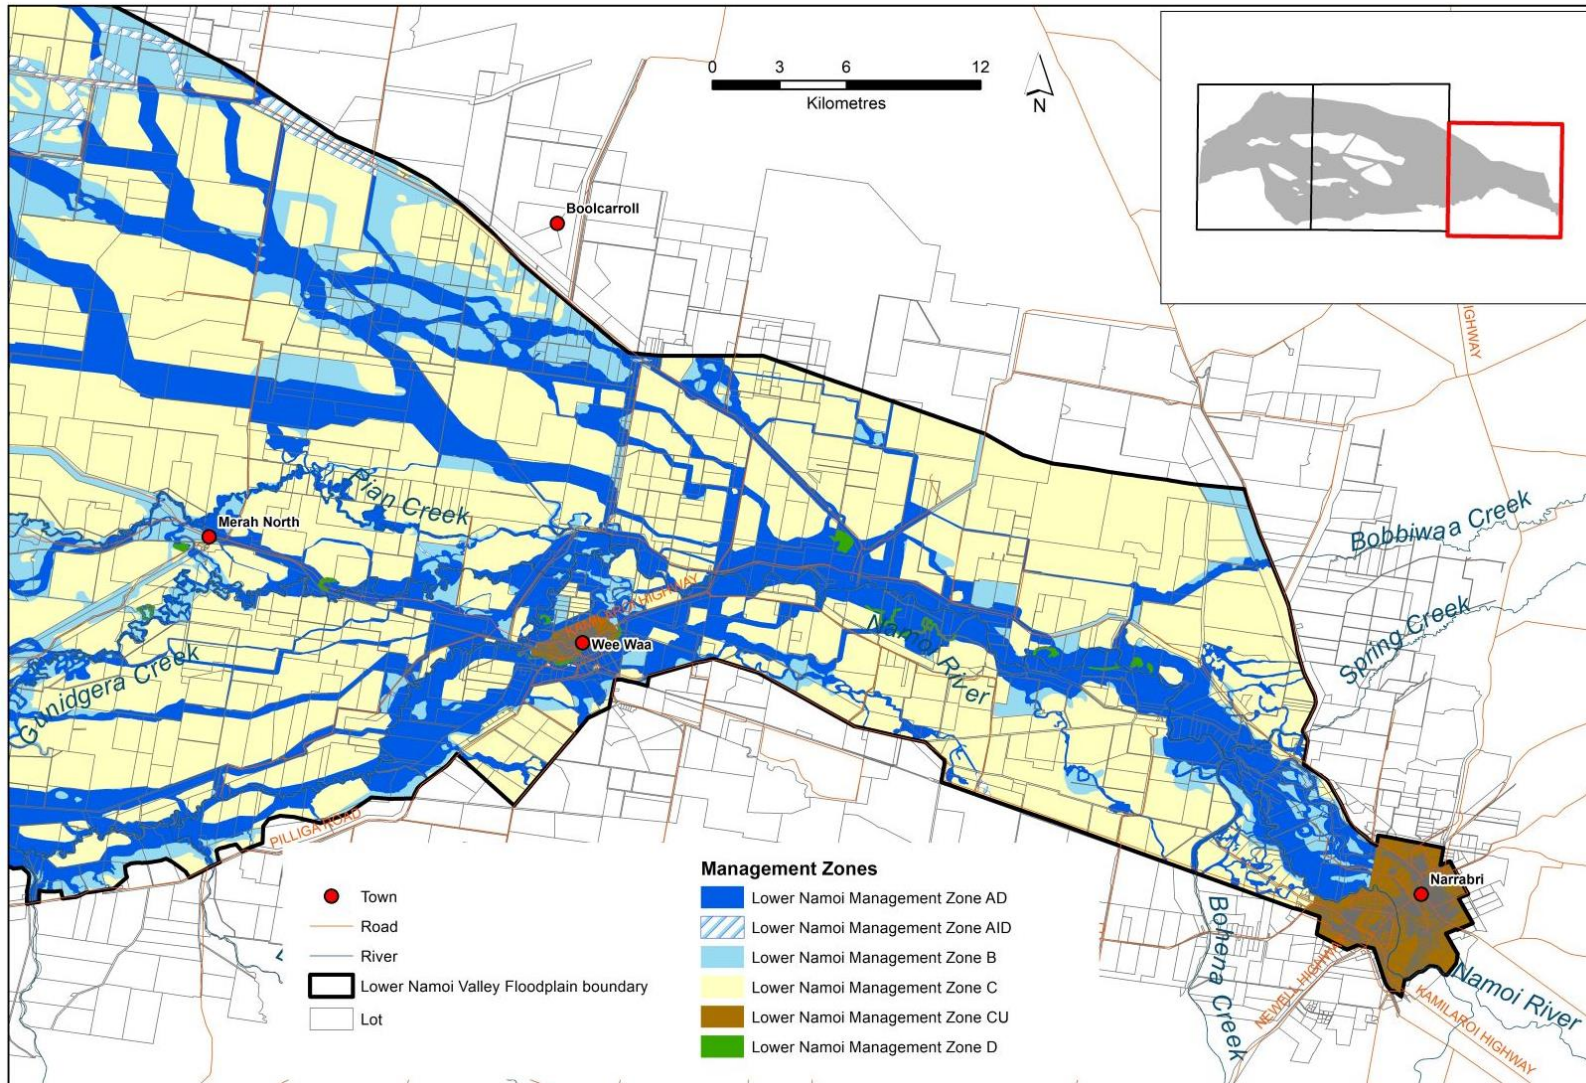 0 3 6 12
Kilometres
N
Boolcarroll
IGHWAY
Pian Creek
Merah North
Bobbiwaa Creek
KAMILAROI HIGHWAY
Wee Waa
Namoi River
Spring Creek
Gunidgera Creek
PILLIGA ROAD
Narrabri
Bohena Creek
NEWELL HIGHWAY
Namoi River
KAMILAROI HIGHWAY
Town
Road
River
Lower Namoi Valley Floodplain boundary
Lot
Management Zones
Lower Namoi Management Zone AD
Lower Namoi Management Zone AID
Lower Namoi Management Zone B
Lower Namoi Management Zone C
Lower Namoi Management Zone CU
Lower Namoi Management Zone D